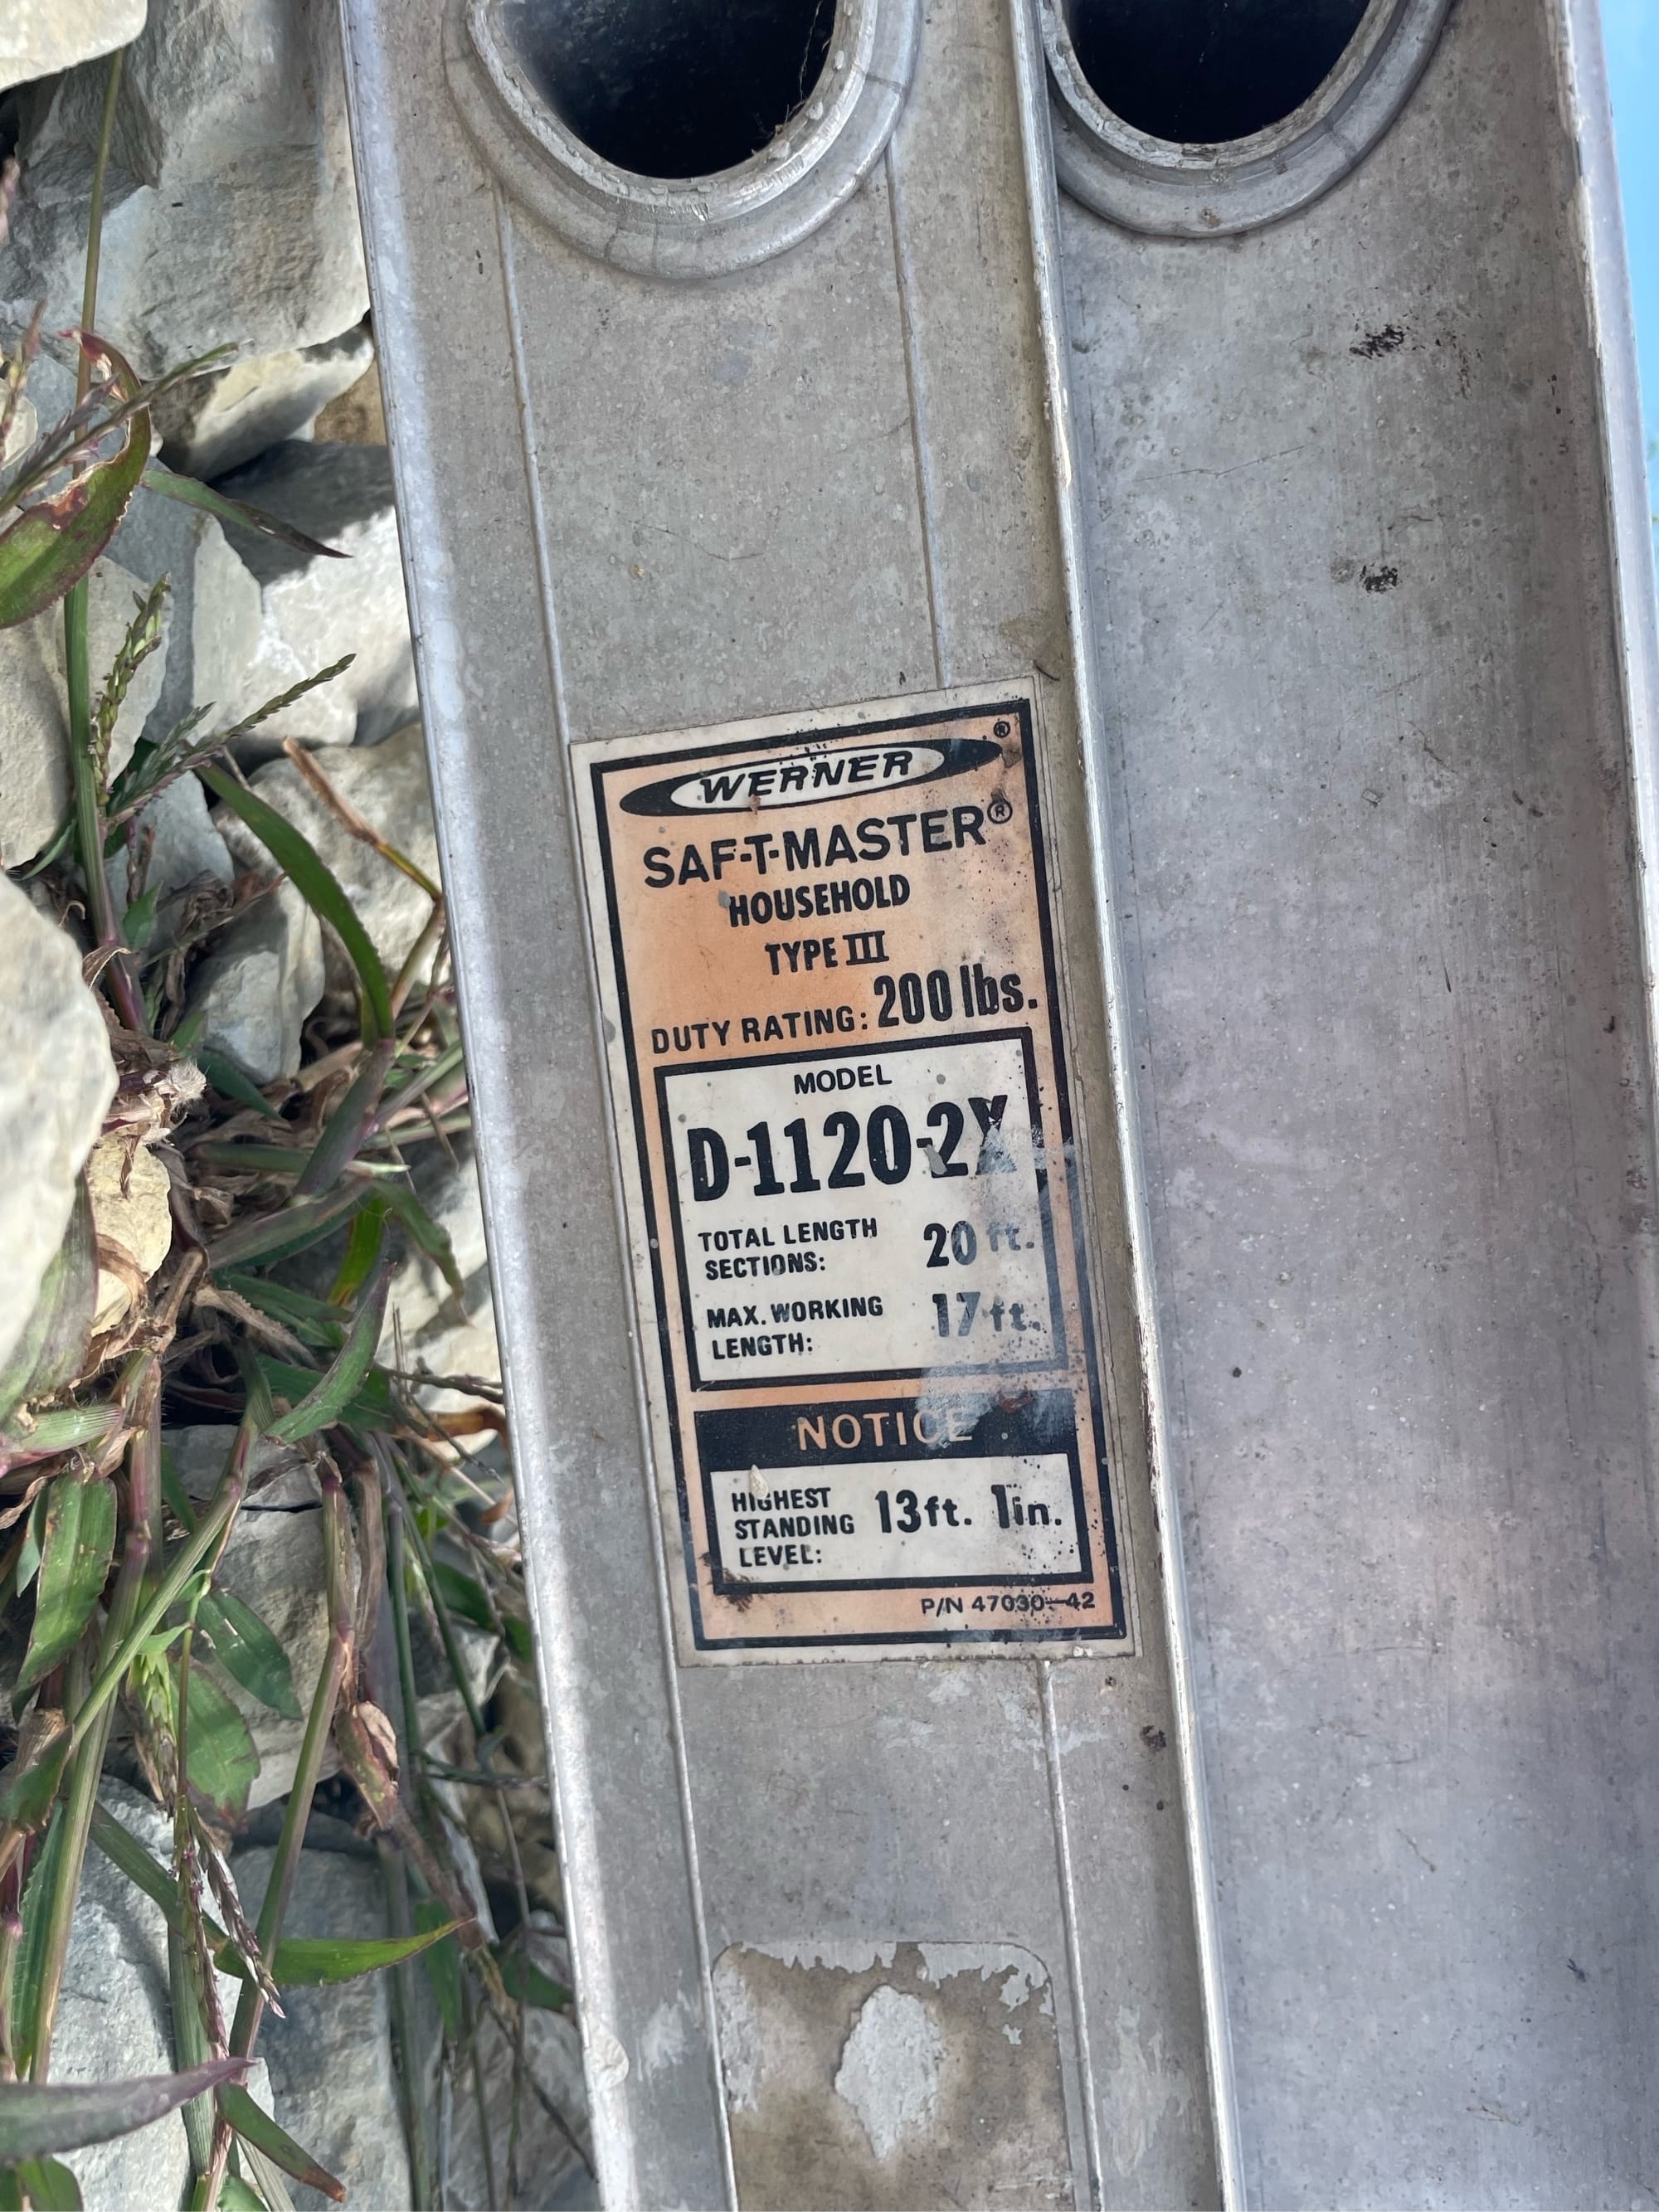 WERNER®
SAF-T-MASTER®
HOUSEHOLD
TYPE III
DUTY RATING: 200 lbs.
MODEL
D-1120-2X
TOTAL LENGTH SECTIONS: 20 ft.
MAX. WORKING LENGTH: 17 ft.
NOTICE
HIGHEST STANDING LEVEL: 13ft. 1in.
P/N 47030-42